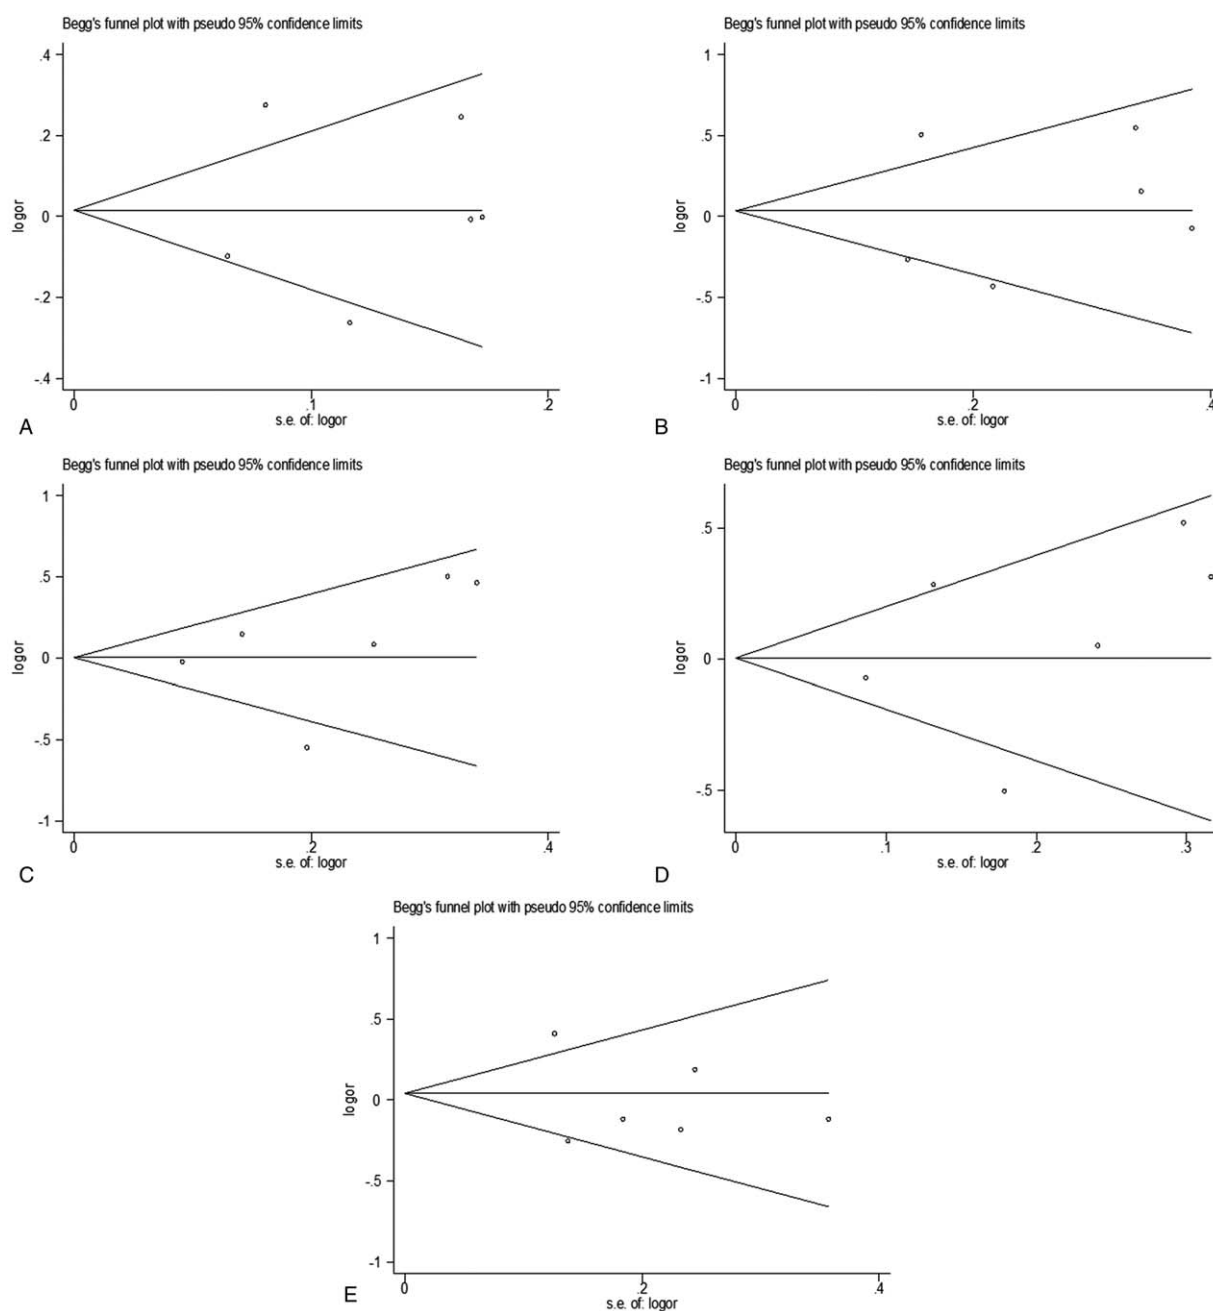 Begg's funnel plot with pseudo 95% confidence limits
.4
.2
0
-.2
-.4
logor
0
.1
.2
s.e. of: logor
A
Begg's funnel plot with pseudo 95% confidence limits
1
.5
0
-.5
-1
logor
0
.2
.4
s.e. of: logor
B
Begg's funnel plot with pseudo 95% confidence limits
1
.5
0
-.5
-1
logor
0
.2
.4
s.e. of: logor
C
Begg's funnel plot with pseudo 95% confidence limits
.5
0
-.5
logor
0
.1
.2
.3
s.e. of: logor
D
Begg's funnel plot with pseudo 95% confidence limits
1
.5
0
-.5
-1
logor
0
.2
.4
s.e. of: logor
E